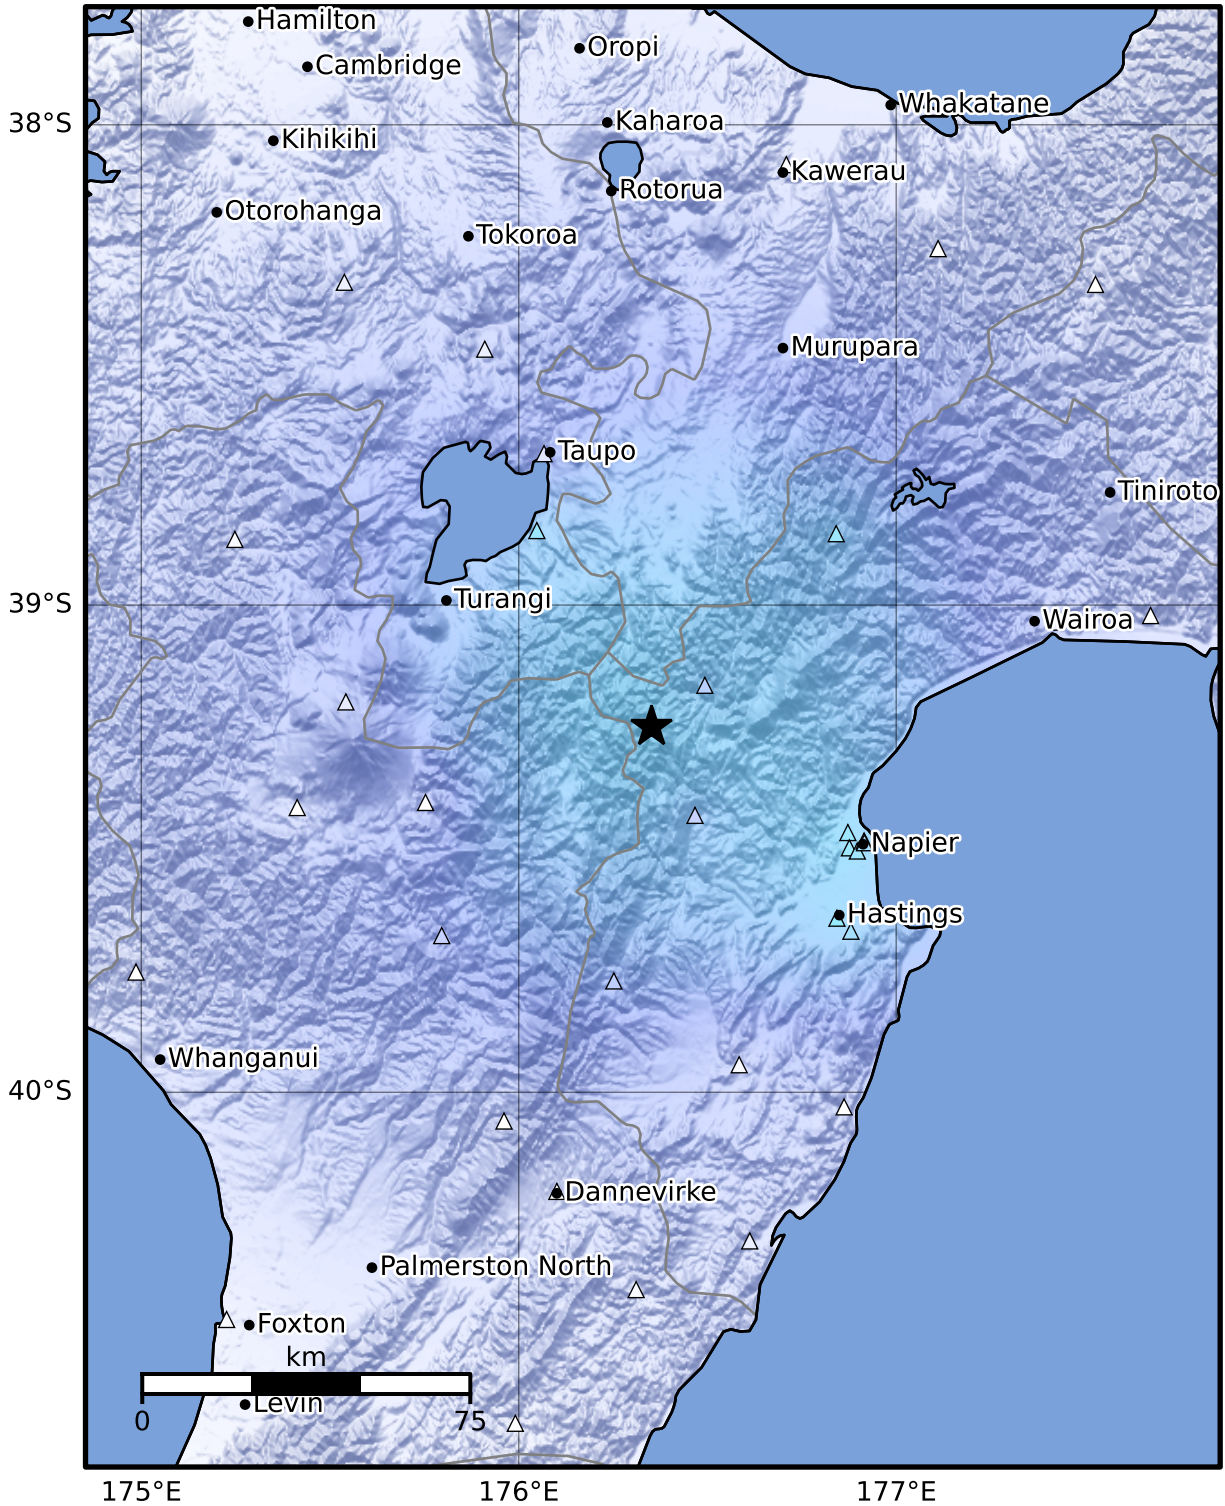 Hamilton
Oropi
Cambridge
Whakatane
Kaharoa
38°S
Kihikihi
Kawerau
Rotorua
Otorohanga
Tokoroa
Murupara
Taupo
Tiniroto
39°S
Turangi
Wairoa
Napier
Hastings
Whanganui
40°S
Dannevirke
Palmerston North
Foxton
km
Levin
0 75
175°E 176°E 177°E